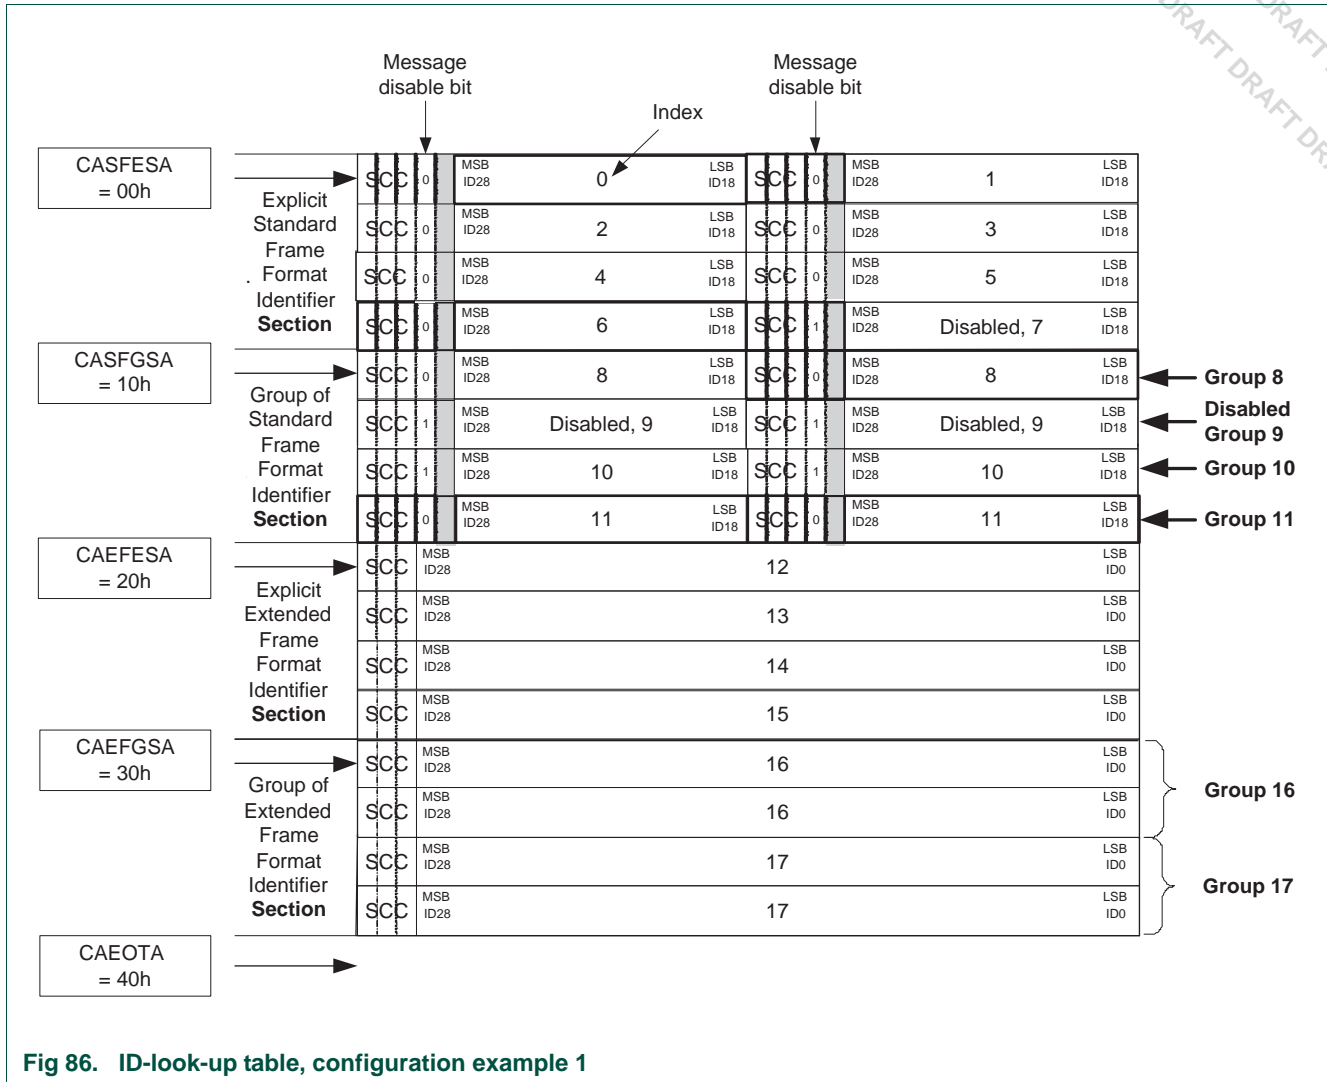 DRAFT DRAFT DRAFT DRA
DRAFT
Message
disable bit
Message
disable bit
Index
CASFESA
= 00h
Explicit
Standard
Frame
. Format
Identifier
Section
SCC 0 MSB ID28 0 LSB ID18 SCC 0 MSB ID28 1 LSB ID18
SCC 0 MSB ID28 2 LSB ID18 SCC 0 MSB ID28 3 LSB ID18
SCC 0 MSB ID28 4 LSB ID18 SCC 0 MSB ID28 5 LSB ID18
SCC 0 MSB ID28 6 LSB ID18 SCC 1 MSB ID28 Disabled, 7 LSB ID18
CASFGSA
= 10h
Group of
Standard
Frame
Format
Identifier
Section
SCC 0 MSB ID28 8 LSB ID18 SCC 0 MSB ID28 8 LSB ID18 Group 8
SCC 1 MSB ID28 Disabled, 9 LSB ID18 SCC 1 MSB ID28 Disabled, 9 LSB ID18 Disabled
Group 9
SCC 1 MSB ID28 10 LSB ID18 SCC 1 MSB ID28 10 LSB ID18 Group 10
SCC 0 MSB ID28 11 LSB ID18 SCC 0 MSB ID28 11 LSB ID18 Group 11
CAEFESA
= 20h
Explicit
Extended
Frame
Format
Identifier
Section
SCC MSB ID28 12 LSB ID0
SCC MSB ID28 13 LSB ID0
SCC MSB ID28 14 LSB ID0
SCC MSB ID28 15 LSB ID0
CAEFGSA
= 30h
Group of
Extended
Frame
Format
Identifier
Section
SCC MSB ID28 16 LSB ID0
SCC MSB ID28 16 LSB ID0
Group 16
SCC MSB ID28 17 LSB ID0
SCC MSB ID28 17 LSB ID0
Group 17
CAEOTA
= 40h
Fig 86. ID-look-up table, configuration example 1